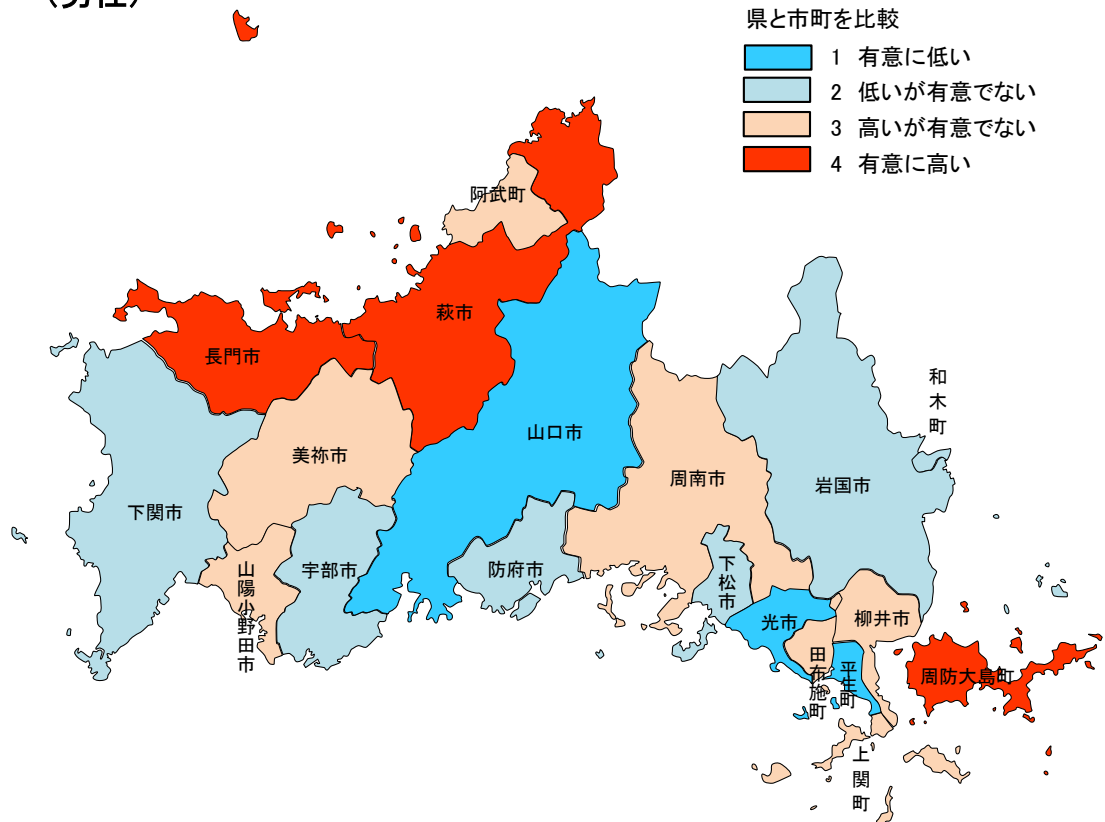 （男性）
県と市町を比較
1 有意に低い
2 低いが有意でない
3 高いが有意でない
4 有意に高い
阿武町
萩市
長門市
和木町
山口市
美祢市
周南市
岩国市
下関市
宇部市
防府市
山陽小野田市
下松市
光市
柳井市
田布施町
平生町
周防大島町
上関町